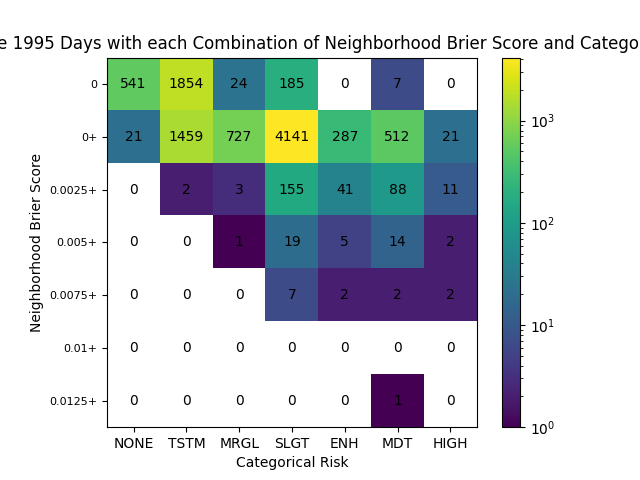 e 1995 Days with each Combination of Neighborhood Brier Score and Catego
0 541 1854 24 185 0 7 0
0+ 21 1459 727 4141 287 512 21
0.0025+ 0 2 3 155 41 88 11
0.005+ 0 0 1 19 5 14 2
0.0075+ 0 0 0 7 2 2 2
0.01+ 0 0 0 0 0 0 0
0.0125+ 0 0 0 0 0 1 0
NONE TSTM MRGL SLGT ENH MDT HIGH
Categorical Risk
Neighborhood Brier Score
10³
10²
10¹
10⁰